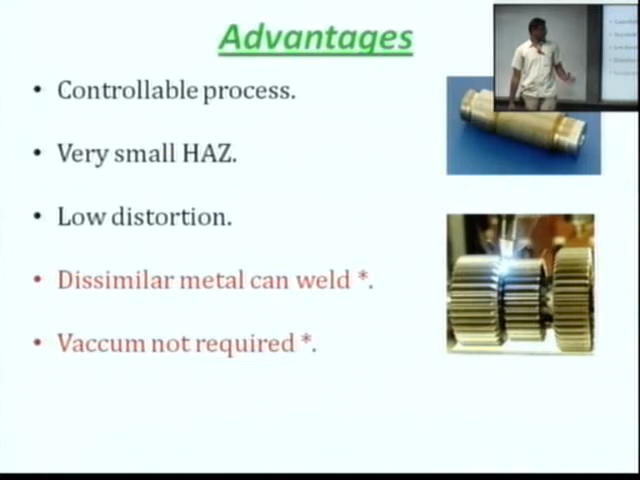 Advantages
• Controllable process.
• Very small HAZ.
• Low distortion.
• Dissimilar metal can weld *.
• Vaccum not required *.